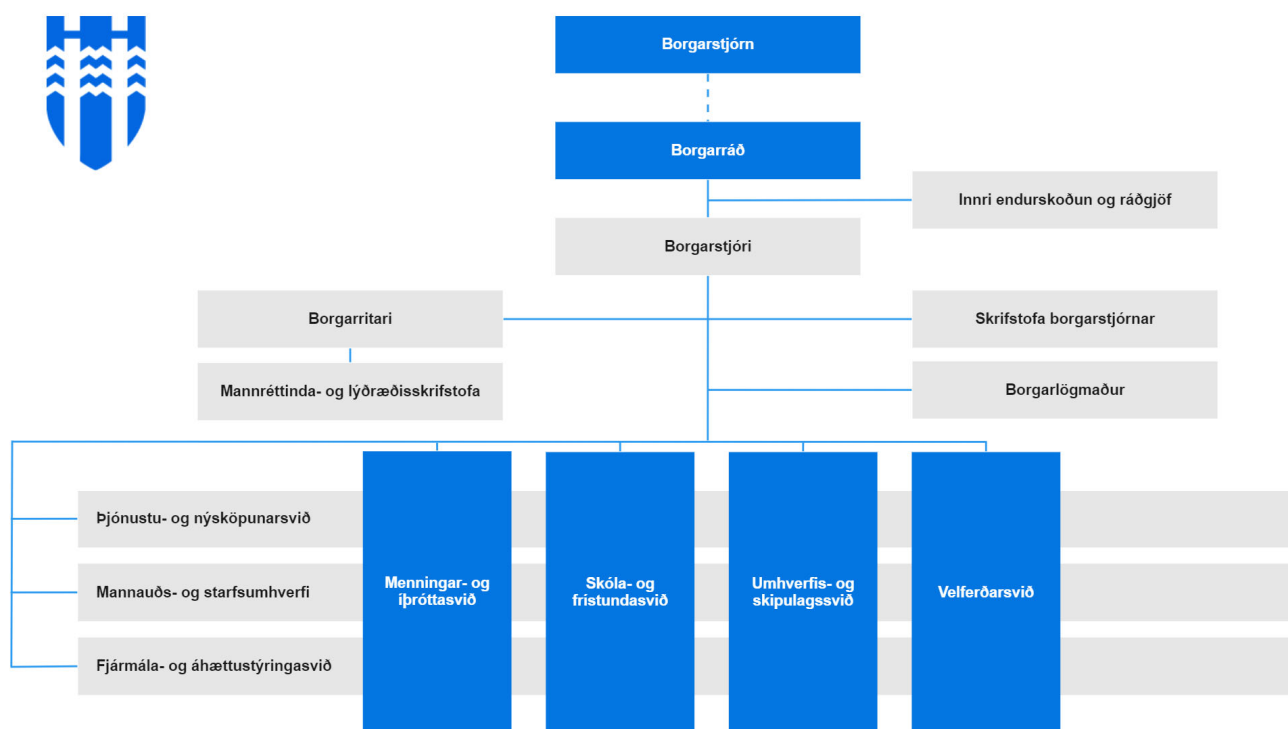 Borgarstjórn
Borgarráð
Innri endurskoðun og ráðgjöf
Borgarstjóri
Borgarritari
Skrifstofa borgarstjórnar
Mannréttinda- og lýðræðisskrifstofa
Borgarlögmaður
Þjónustu- og nýsköpunarsvið
Mannauðs- og starfsumhverfi
Fjármála- og áhættustýringasvið
Menningar- og
íþróttasvið
Skóla- og
frístundasvið
Umhverfis- og
skipulagssvið
Velferðarsvið